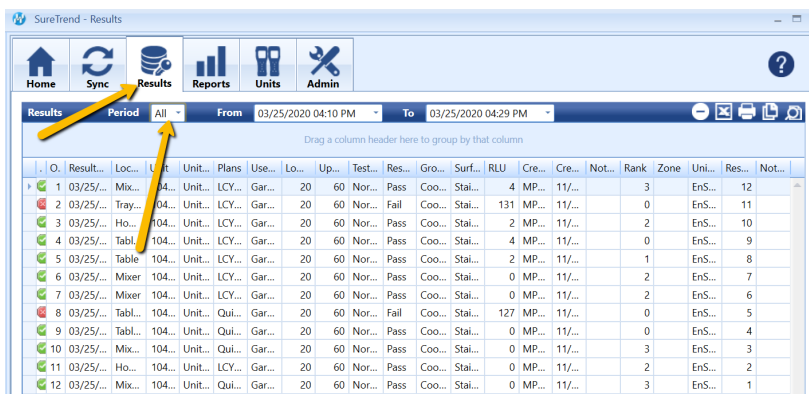 SureTrend - Results
Home Sync Results Reports Units Admin
Results Period All From 03/25/2020 04:10 PM To 03/25/2020 04:29 PM
Drag a column header here to group by that column
. O. Result... Loc... Unit Unit... Plans Use... Lo... Up... Test... Res... Gro... Surf... RLU Cre... Cre... Not... Rank Zone Uni... Res... Not...
1 03/25/... Mix... 104... Unit... LCY... Gar... 20 60 Nor... Pass Coo... Stai... 4 MP... 11/... 3 EnS... 12
2 03/25/... Tray... 104... Unit... LCY... Gar... 20 60 Nor... Fail Coo... Stai... 131 MP... 11/... 0 EnS... 11
3 03/25/... Ho... 104... Unit... LCY... Gar... 20 60 Nor... Pass Coo... Stai... 2 MP... 11/... 2 EnS... 10
4 03/25/... Tabl... 104... Unit... LCY... Gar... 20 60 Nor... Pass Coo... Stai... 4 MP... 11/... 0 EnS... 9
5 03/25/... Table 104... Unit... LCY... Gar... 20 60 Nor... Pass Coo... Stai... 2 MP... 11/... 1 EnS... 8
6 03/25/... Mixer 104... Unit... LCY... Gar... 20 60 Nor... Pass Coo... Stai... 0 MP... 11/... 2 EnS... 7
7 03/25/... Mixer 104... Unit... LCY... Gar... 20 60 Nor... Pass Coo... Stai... 0 MP... 11/... 2 EnS... 6
8 03/25/... Tabl... 104... Unit... Qui... Gar... 20 60 Nor... Fail Coo... Stai... 127 MP... 11/... 0 EnS... 5
9 03/25/... Tabl... 104... Unit... Qui... Gar... 20 60 Nor... Pass Coo... Stai... 0 MP... 11/... 0 EnS... 4
10 03/25/... Mix... 104... Unit... Qui... Gar... 20 60 Nor... Pass Coo... Stai... 0 MP... 11/... 3 EnS... 3
11 03/25/... Ho... 104... Unit... LCY... Gar... 20 60 Nor... Pass Coo... Stai... 0 MP... 11/... 2 EnS... 2
12 03/25/... Mix... 104... Unit... Qui... Gar... 20 60 Nor... Pass Coo... Stai... 0 MP... 11/... 3 EnS... 1